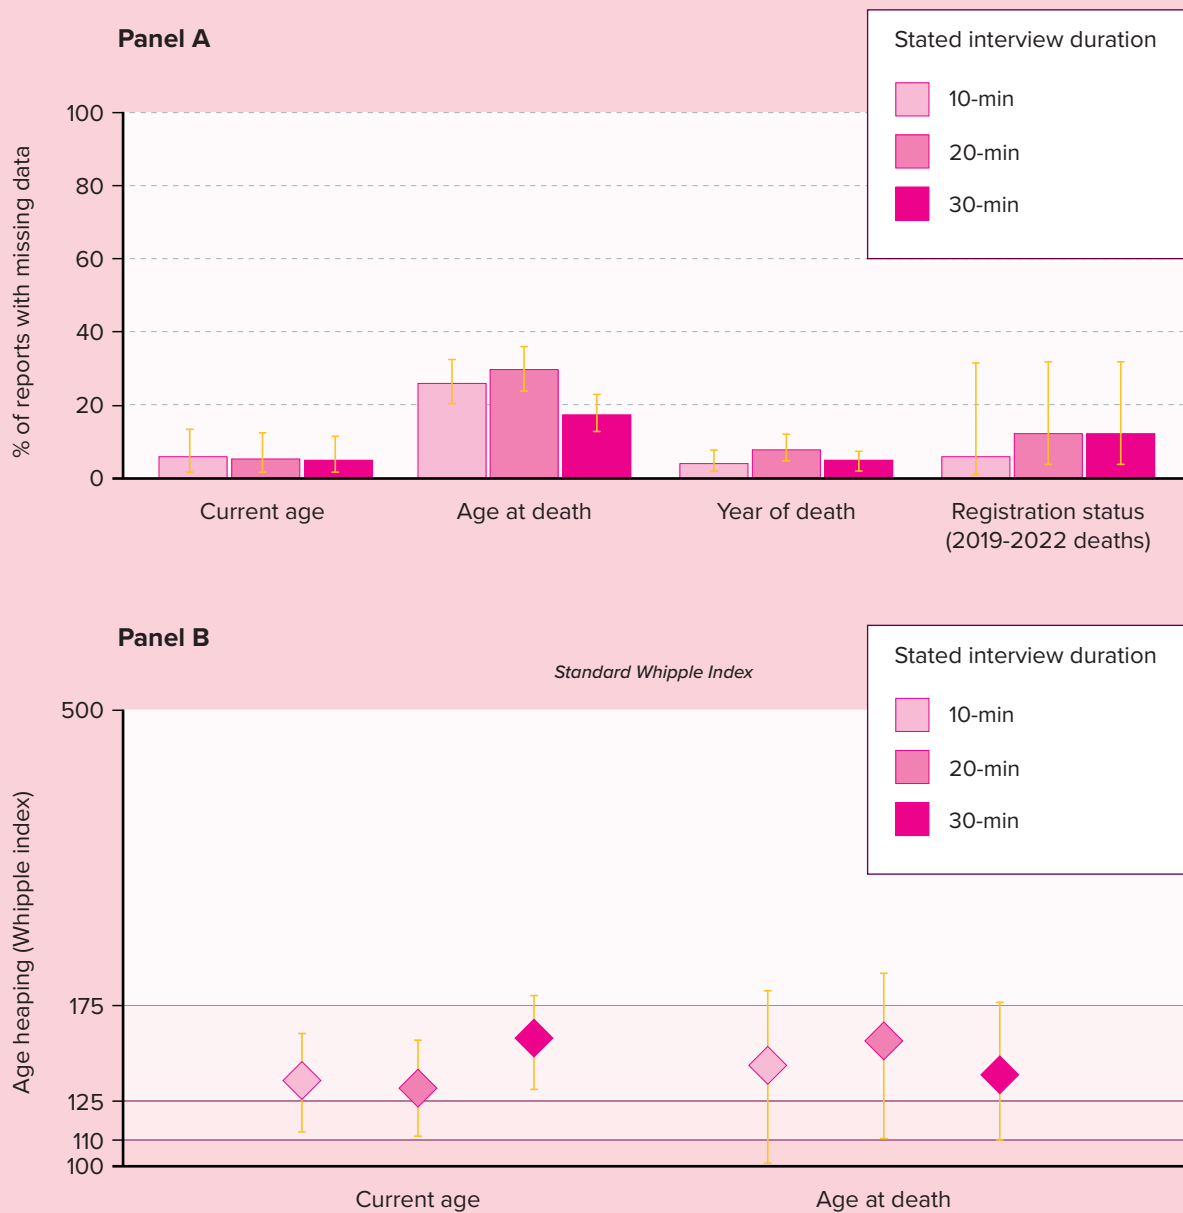 Panel A
Stated interview duration
10-min
20-min
30-min
% of reports with missing data
100
80
60
40
20
0
Current age
Age at death
Year of death
Registration status
(2019-2022 deaths)
Panel B
Standard Whipple Index
Stated interview duration
10-min
20-min
30-min
Age heaping (Whipple index)
500
175
125
110
100
Current age
Age at death